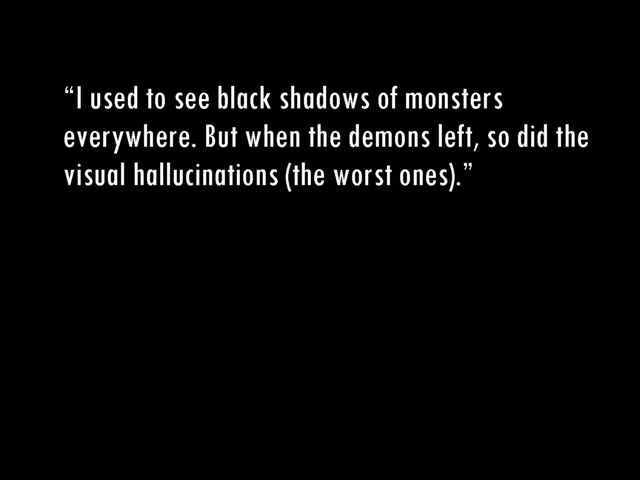 “I used to see black shadows of monsters
everywhere. But when the demons left, so did the
visual hallucinations (the worst ones).”